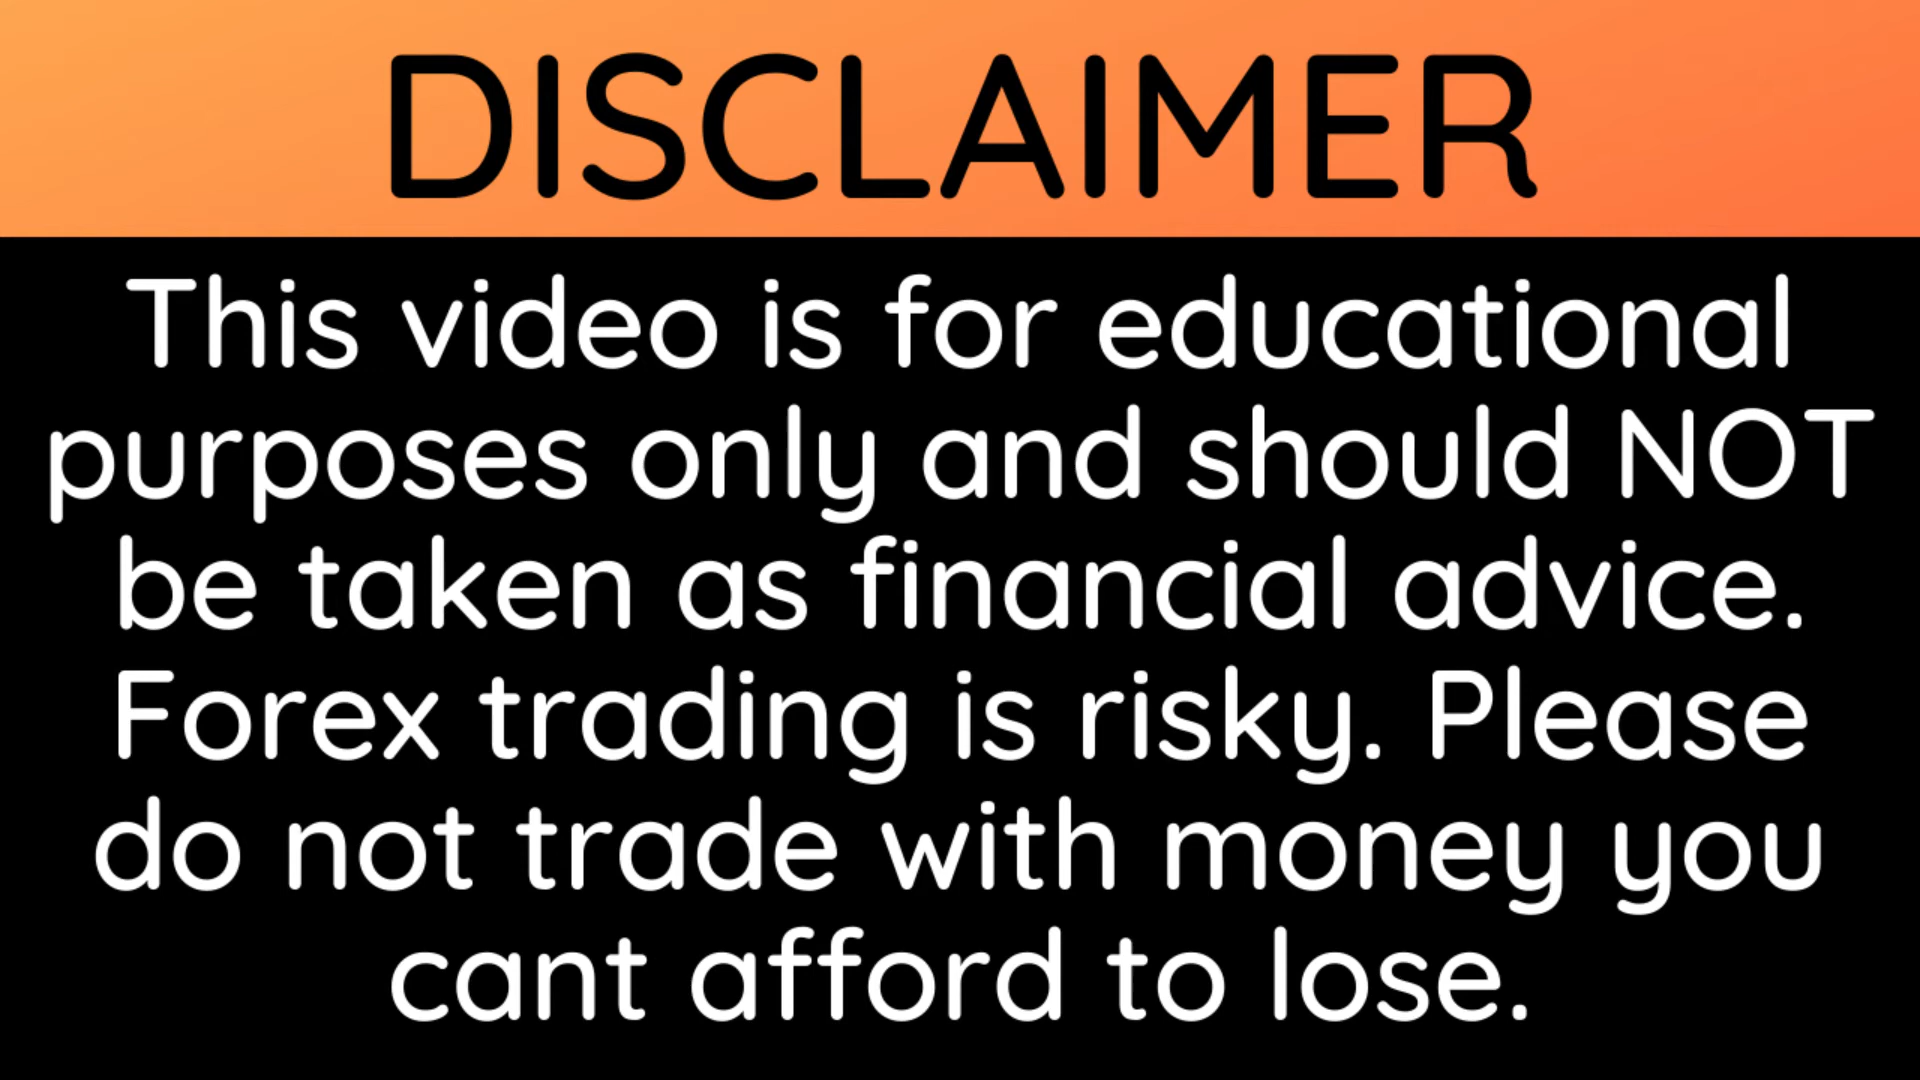 DISCLAIMER
This video is for educational
purposes only and should NOT
be taken as financial advice.
Forex trading is risky. Please
do not trade with money you
cant afford to lose.